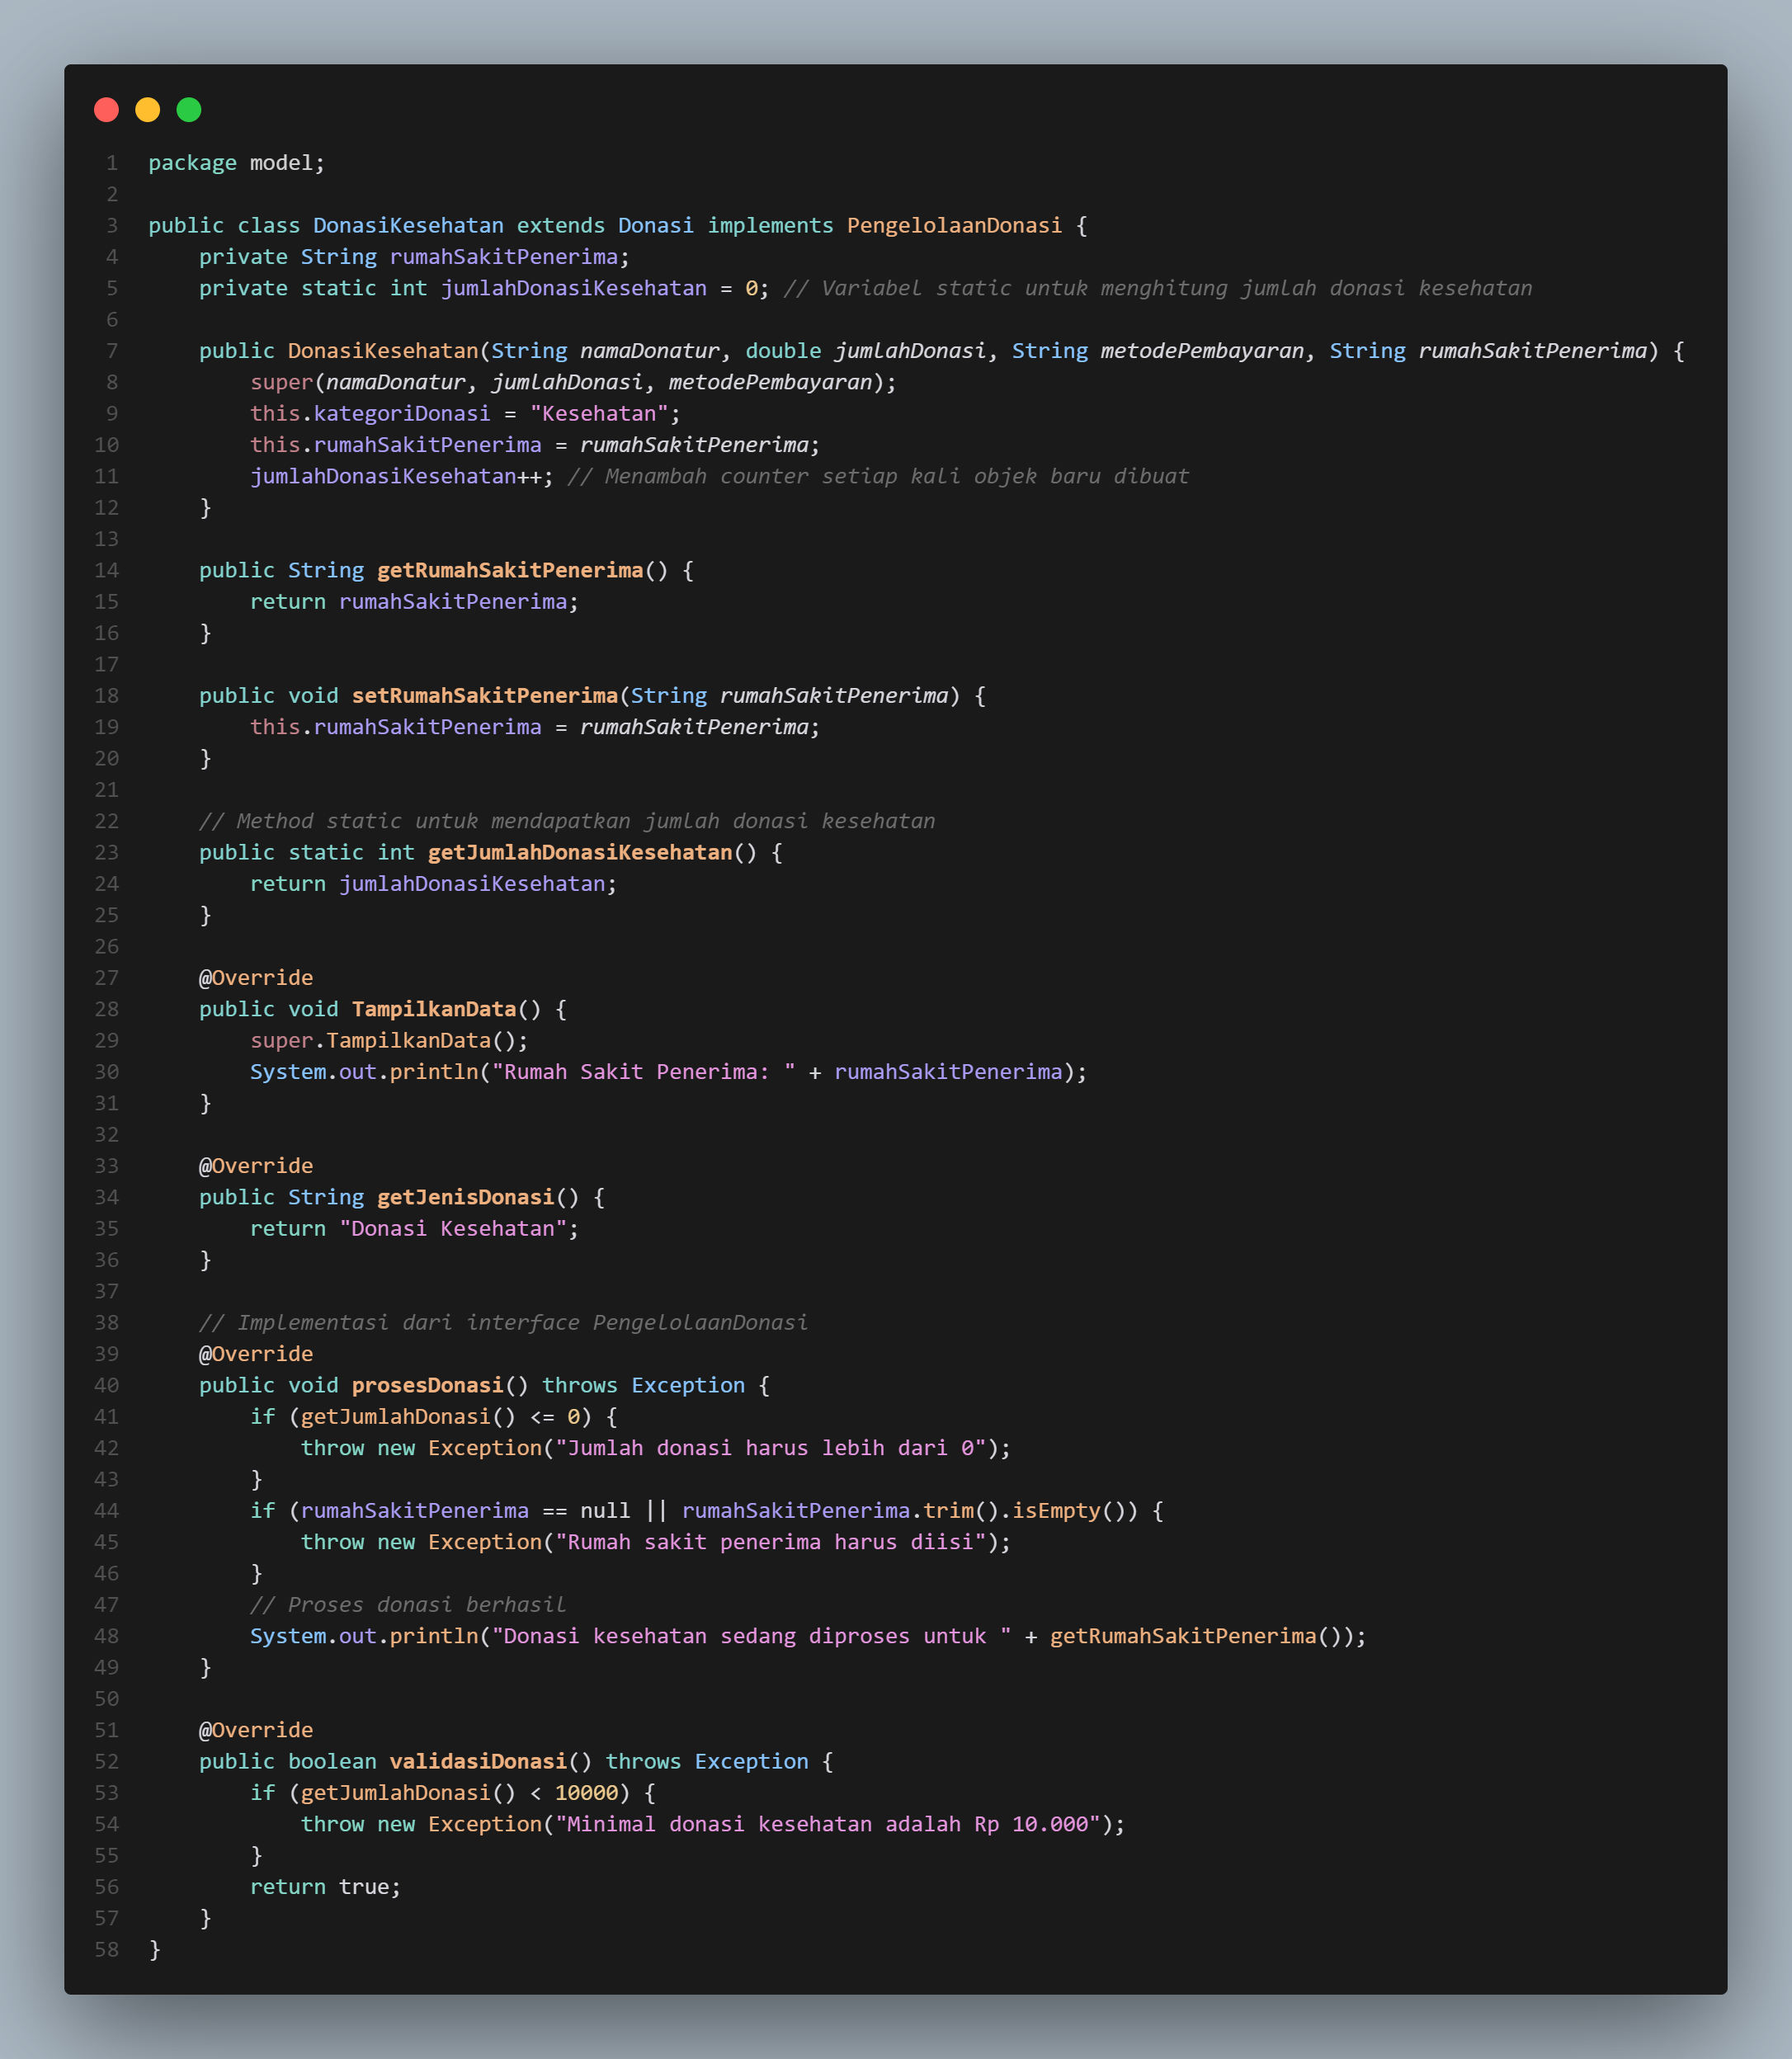 1 package model;
2
3 public class DonasiKesehatan extends Donasi implements PengelolaanDonasi {
4     private String rumahSakitPenerima;
5     private static int jumlahDonasiKesehatan = 0; // Variabel static untuk menghitung jumlah donasi kesehatan
6
7     public DonasiKesehatan(String namaDonatur, double jumlahDonasi, String metodePembayaran, String rumahSakitPenerima) {
8         super(namaDonatur, jumlahDonasi, metodePembayaran);
9         this.kategoriDonasi = "Kesehatan";
10         this.rumahSakitPenerima = rumahSakitPenerima;
11         jumlahDonasiKesehatan++; // Menambah counter setiap kali objek baru dibuat
12     }
13
14     public String getRumahSakitPenerima() {
15         return rumahSakitPenerima;
16     }
17
18     public void setRumahSakitPenerima(String rumahSakitPenerima) {
19         this.rumahSakitPenerima = rumahSakitPenerima;
20     }
21
22     // Method static untuk mendapatkan jumlah donasi kesehatan
23     public static int getJumlahDonasiKesehatan() {
24         return jumlahDonasiKesehatan;
25     }
26
27     @Override
28     public void TampilkanData() {
29         super.TampilkanData();
30         System.out.println("Rumah Sakit Penerima: " + rumahSakitPenerima);
31     }
32
33     @Override
34     public String getJenisDonasi() {
35         return "Donasi Kesehatan";
36     }
37
38     // Implementasi dari interface PengelolaanDonasi
39     @Override
40     public void prosesDonasi() throws Exception {
41         if (getJumlahDonasi() <= 0) {
42             throw new Exception("Jumlah donasi harus lebih dari 0");
43         }
44         if (rumahSakitPenerima == null || rumahSakitPenerima.trim().isEmpty()) {
45             throw new Exception("Rumah sakit penerima harus diisi");
46         }
47         // Proses donasi berhasil
48         System.out.println("Donasi kesehatan sedang diproses untuk " + getRumahSakitPenerima());
49     }
50
51     @Override
52     public boolean validasiDonasi() throws Exception {
53         if (getJumlahDonasi() < 10000) {
54             throw new Exception("Minimal donasi kesehatan adalah Rp 10.000");
55         }
56         return true;
57     }
58 }